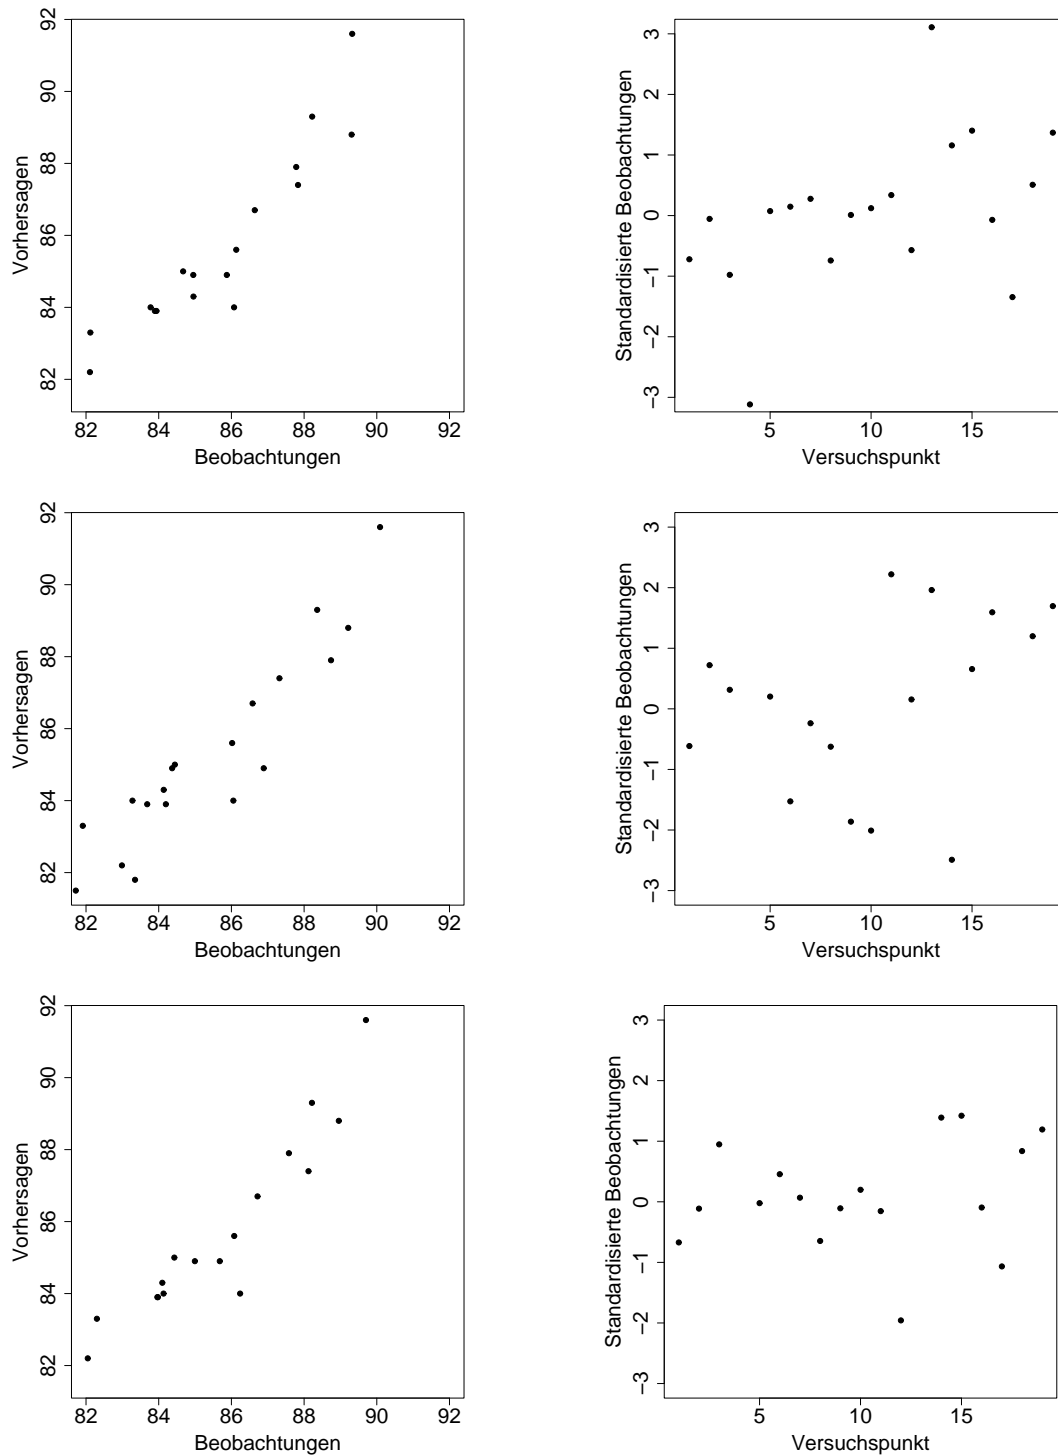 92
90
88
86
84
82
Vorhersagen
82 84 86 88 90 92
Beobachtungen
3
2
1
0
−1
−2
−3
Standardisierte Beobachtungen
5 10 15
Versuchspunkt
92
90
88
86
84
82
Vorhersagen
82 84 86 88 90 92
Beobachtungen
3
2
1
0
−1
−2
−3
Standardisierte Beobachtungen
5 10 15
Versuchspunkt
92
90
88
86
84
82
Vorhersagen
82 84 86 88 90 92
Beobachtungen
3
2
1
0
−1
−2
−3
Standardisierte Beobachtungen
5 10 15
Versuchspunkt